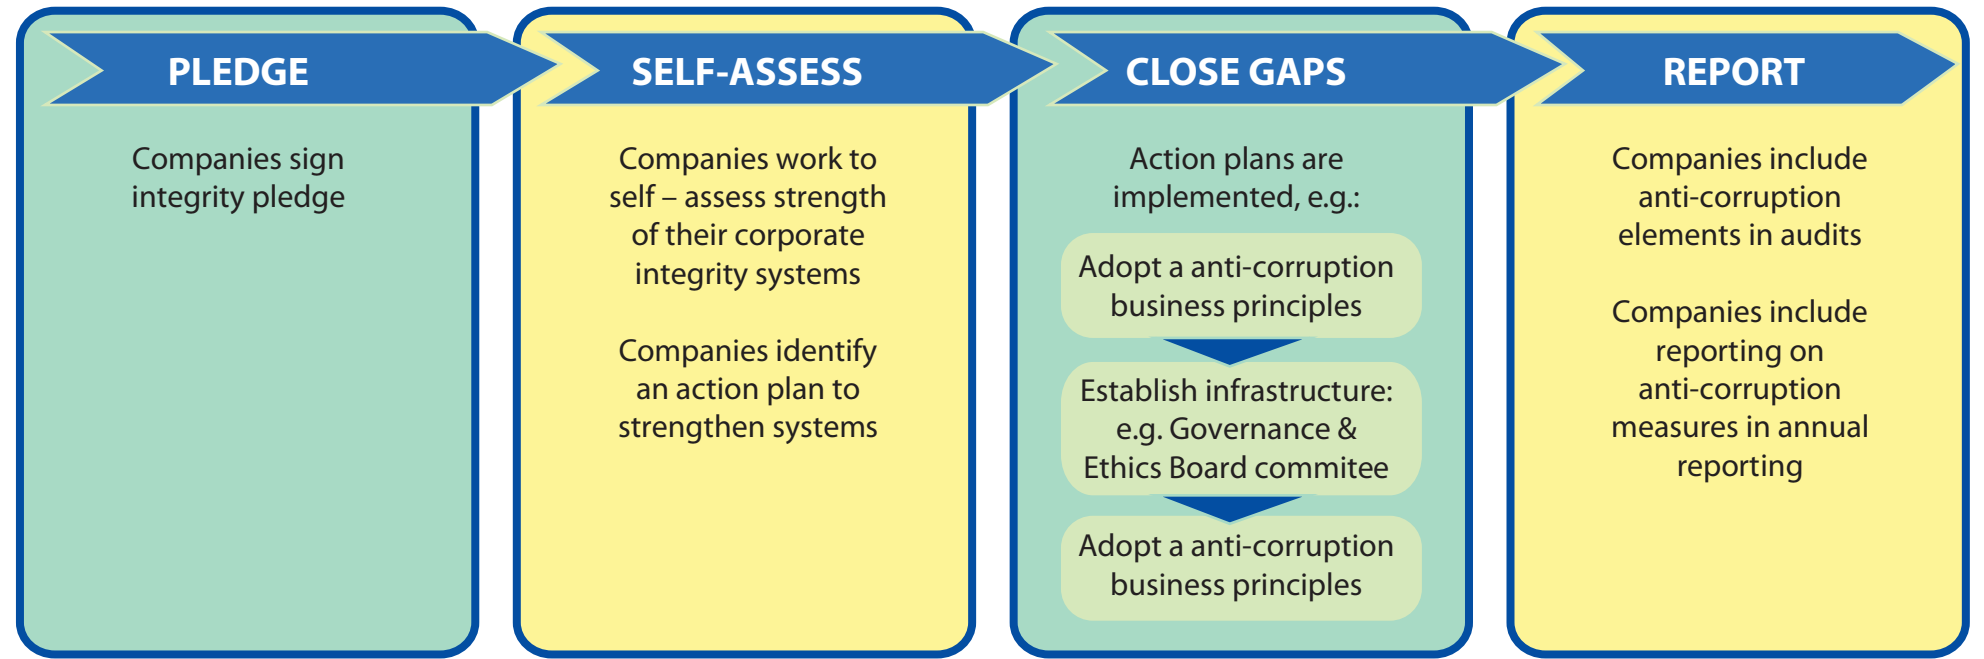 PLEDGE
Companies sign
integrity pledge
SELF-ASSESS
Companies work to
self – assess strength
of their corporate
integrity systems
Companies identify
an action plan to
strengthen systems
CLOSE GAPS
Action plans are
implemented, e.g.:
Adopt a anti-corruption
business principles
Establish infrastructure:
e.g. Governance &
Ethics Board commitee
Adopt a anti-corruption
business principles
REPORT
Companies include
anti-corruption
elements in audits
Companies include
reporting on
anti-corruption
measures in annual
reporting